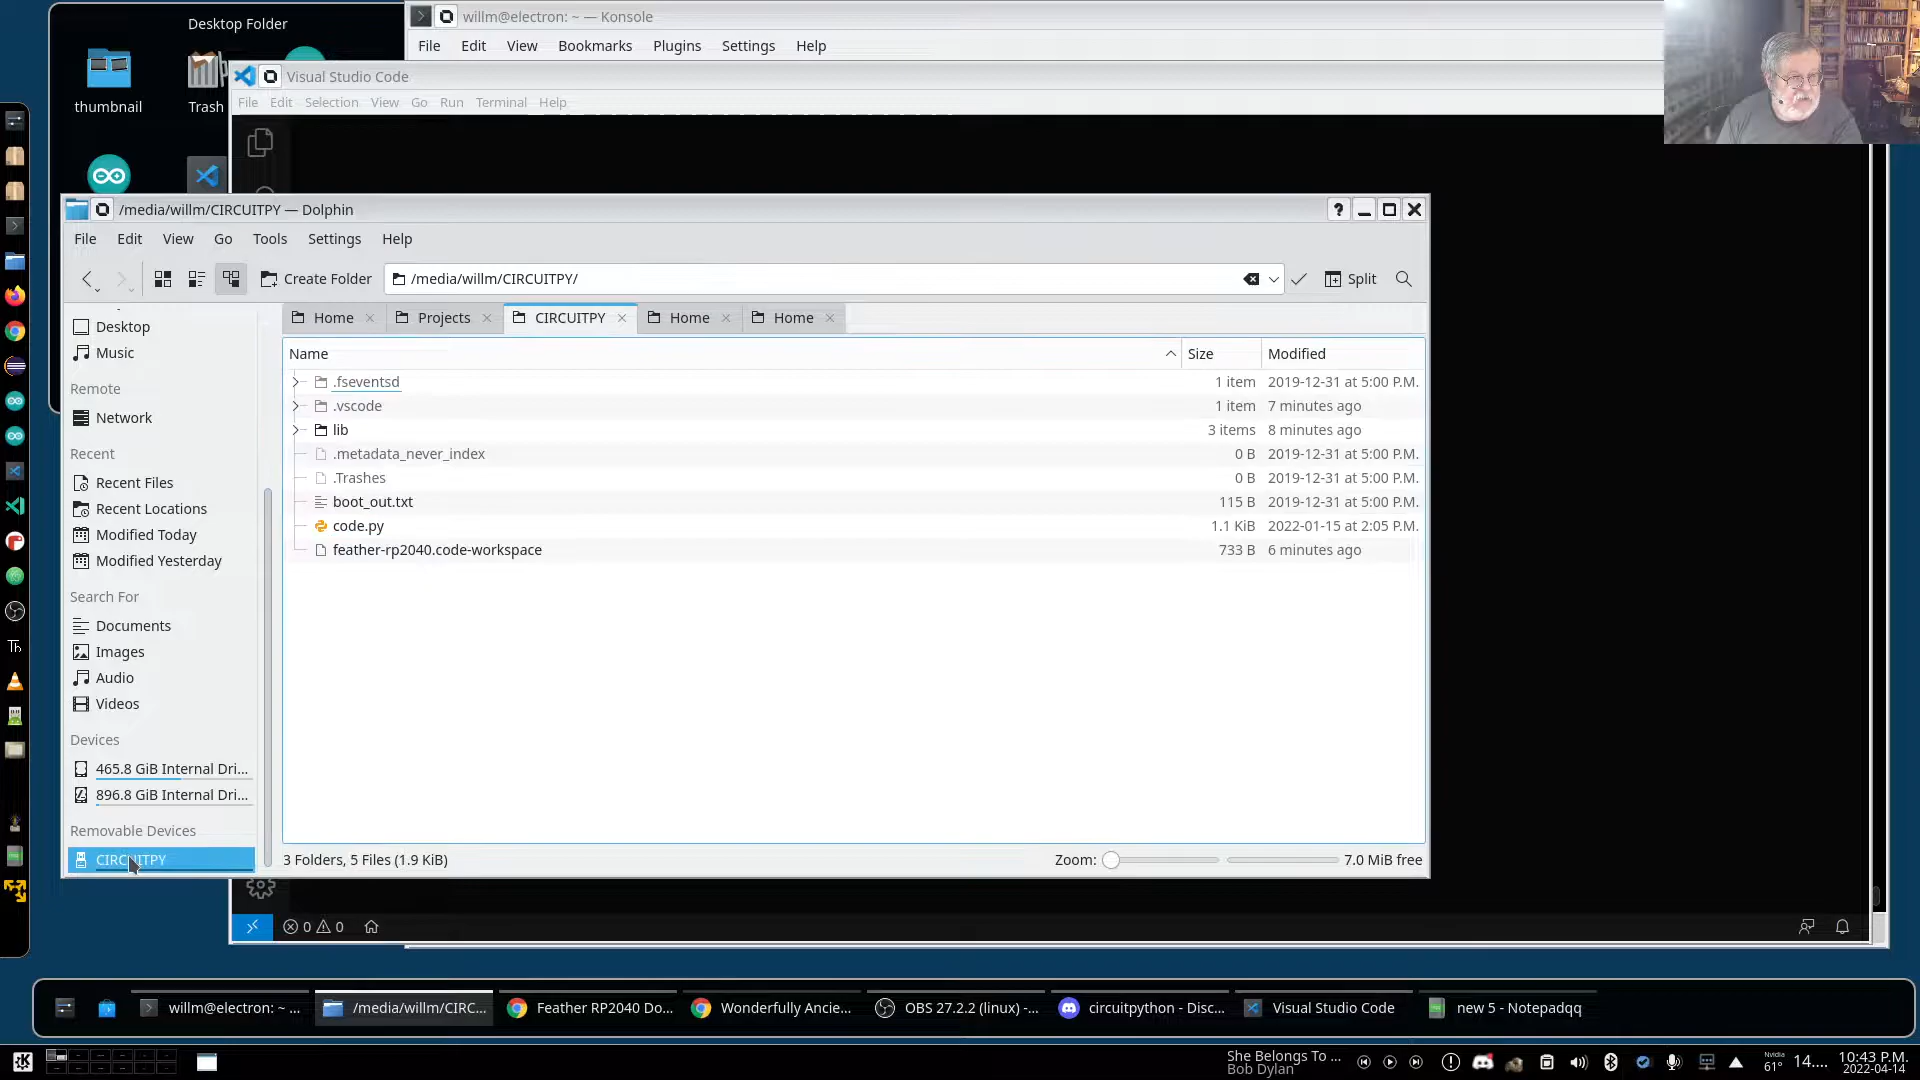 Desktop Folder
thumbnail
Trash
willm@electron: ~ — Konsole
File Edit View Bookmarks Plugins Settings Help
Visual Studio Code
File Edit Selection View Go Run Terminal Help
/media/willm/CIRCUITPY — Dolphin
File Edit View Go Tools Settings Help
Create Folder
/media/willm/CIRCUITPY/
Split
Home
Projects
CIRCUITPY
Home
Home
Desktop
Music
Remote
Network
Recent
Recent Files
Recent Locations
Modified Today
Modified Yesterday
Search For
Documents
Images
Audio
Videos
Devices
465.8 GiB Internal Dri...
896.8 GiB Internal Dri...
Removable Devices
CIRCUITPY
Name Size Modified
.fseventsd 1 item 2019-12-31 at 5:00 P.M.
.vscode 1 item 7 minutes ago
lib 3 items 8 minutes ago
.metadata_never_index 0 B 2019-12-31 at 5:00 P.M.
.Trashes 0 B 2019-12-31 at 5:00 P.M.
boot_out.txt 115 B 2019-12-31 at 5:00 P.M.
code.py 1.1 KiB 2022-01-15 at 2:05 P.M.
feather-rp2040.code-workspace 733 B 6 minutes ago
3 Folders, 5 Files (1.9 KiB)
Zoom:
7.0 MiB free
0 0
willm@electron: ~ ...
/media/willm/CIRC...
Feather RP2040 Do...
Wonderfully Ancie...
OBS 27.2.2 (linux) -...
circuitpython - Disc...
Visual Studio Code
new 5 - Notepadqq
She Belongs To ...
Bob Dylan
Nvidia
61°
14....
10:43 P.M.
2022-04-14